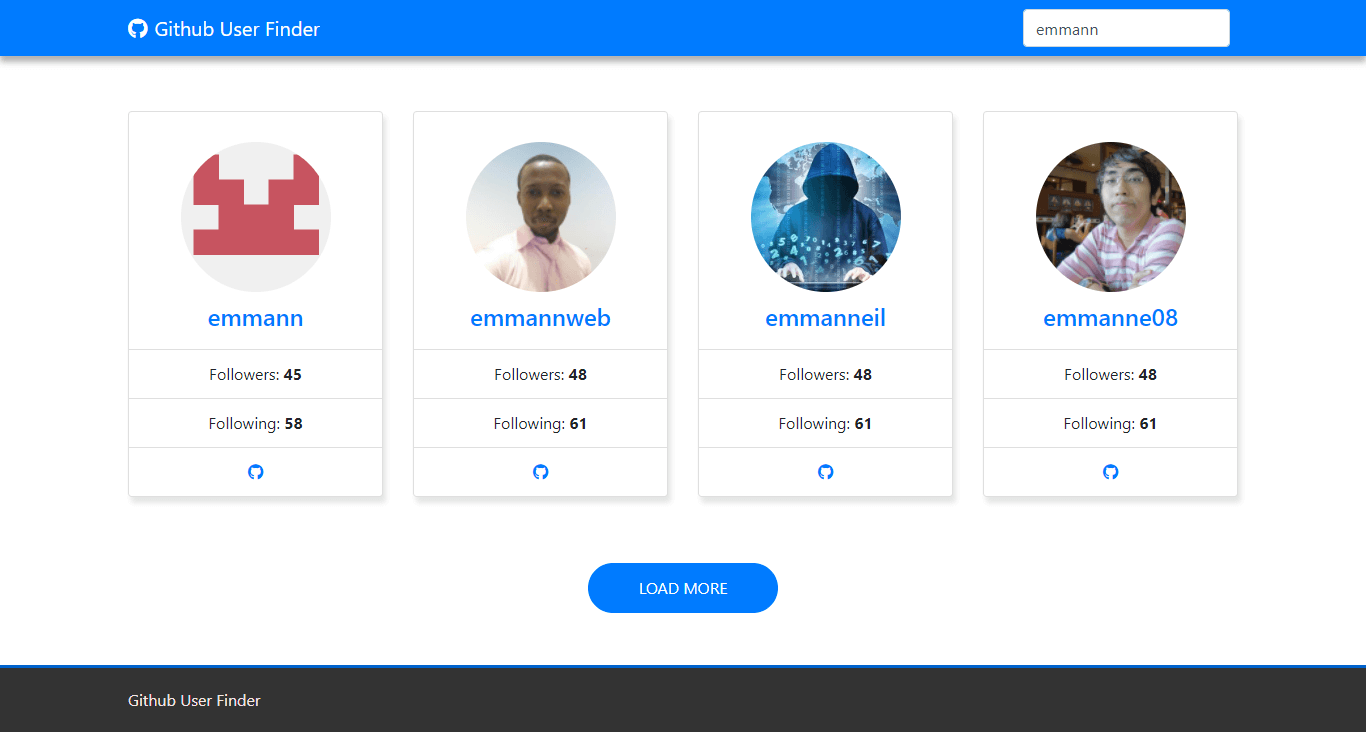 Github User Finder
emmann
emmann
Followers: 45
Following: 58
emmannweb
Followers: 48
Following: 61
emmanneil
Followers: 48
Following: 61
emmanne08
Followers: 48
Following: 61
LOAD MORE
Github User Finder